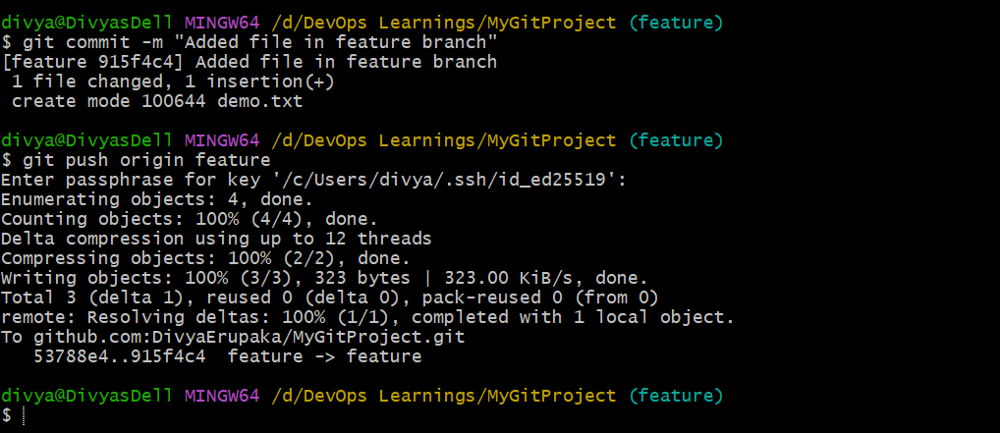 divya@DivyasDell MINGW64 /d/DevOps Learnings/MyGitProject (feature)
$ git commit -m "Added file in feature branch"
[feature 915f4c4] Added file in feature branch
 1 file changed, 1 insertion(+)
 create mode 100644 demo.txt

divya@DivyasDell MINGW64 /d/DevOps Learnings/MyGitProject (feature)
$ git push origin feature
Enter passphrase for key '/c/Users/divya/.ssh/id_ed25519':
Enumerating objects: 4, done.
Counting objects: 100% (4/4), done.
Delta compression using up to 12 threads
Compressing objects: 100% (2/2), done.
Writing objects: 100% (3/3), 323 bytes | 323.00 KiB/s, done.
Total 3 (delta 1), reused 0 (delta 0), pack-reused 0 (from 0)
remote: Resolving deltas: 100% (1/1), completed with 1 local object.
To github.com:DivyaErupaka/MyGitProject.git
   53788e4..915f4c4  feature -> feature

divya@DivyasDell MINGW64 /d/DevOps Learnings/MyGitProject (feature)
$